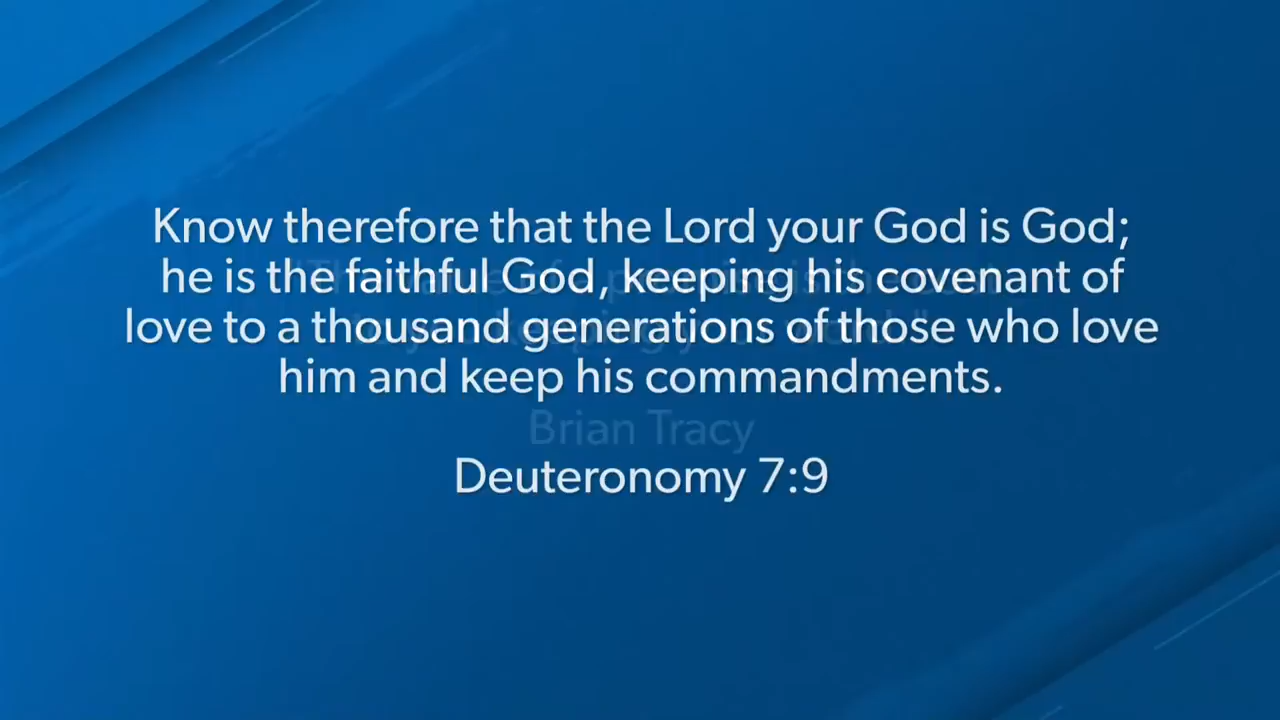 Know therefore that the Lord your God is God;
he is the faithful God, keeping his covenant of
love to a thousand generations of those who love
him and keep his commandments.
Brian Tracy
Deuteronomy 7:9